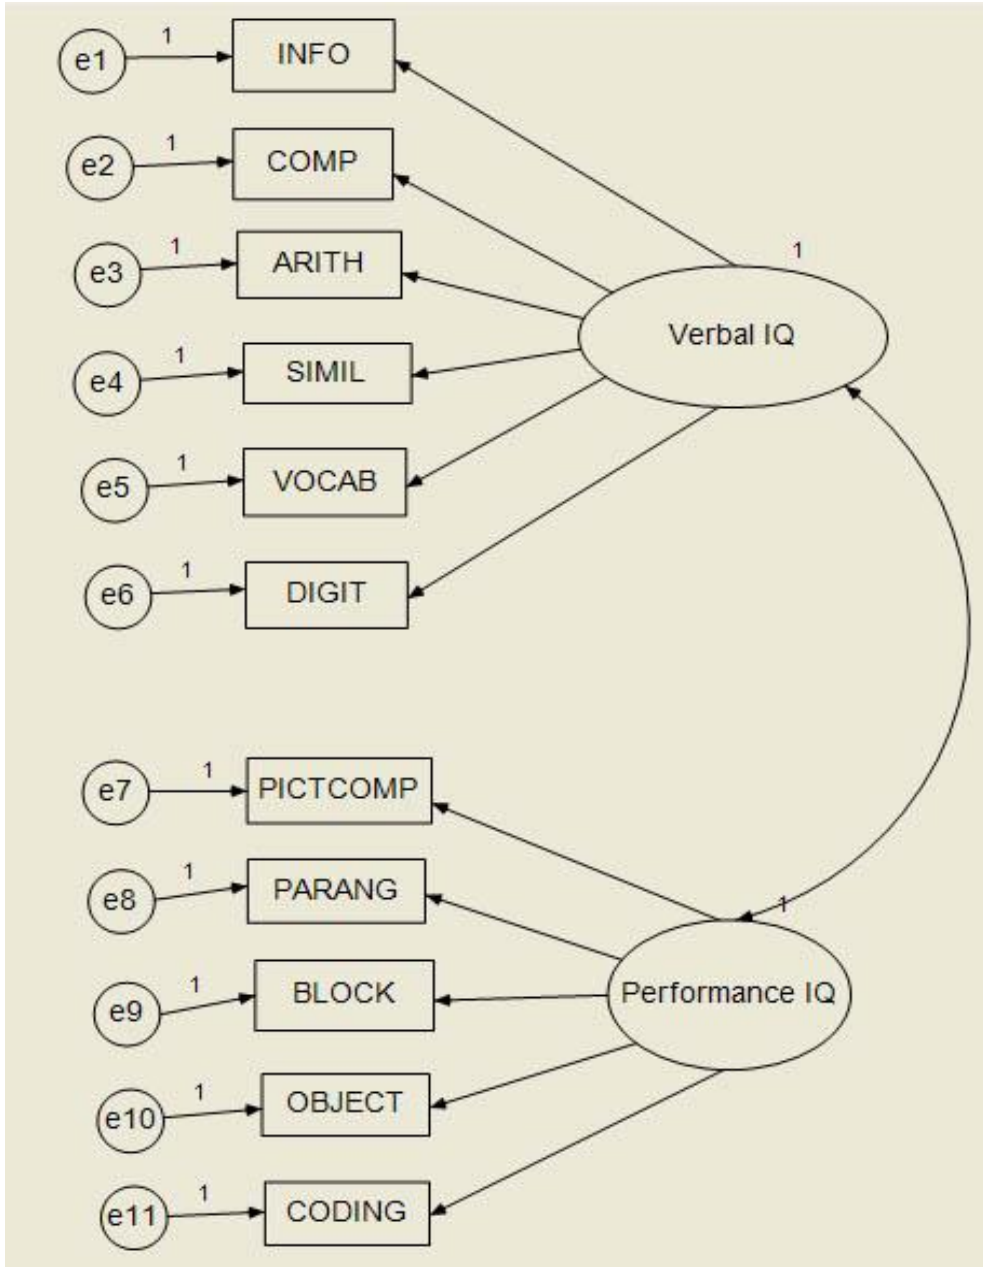 1
e1
INFO
1
e2
COMP
1
e3
ARITH
1
e4
SIMIL
1
e5
VOCAB
1
e6
DIGIT
1
Verbal IQ
1
e7
PICTCOMP
1
e8
PARANG
1
e9
BLOCK
1
e10
OBJECT
1
e11
CODING
1
Performance IQ